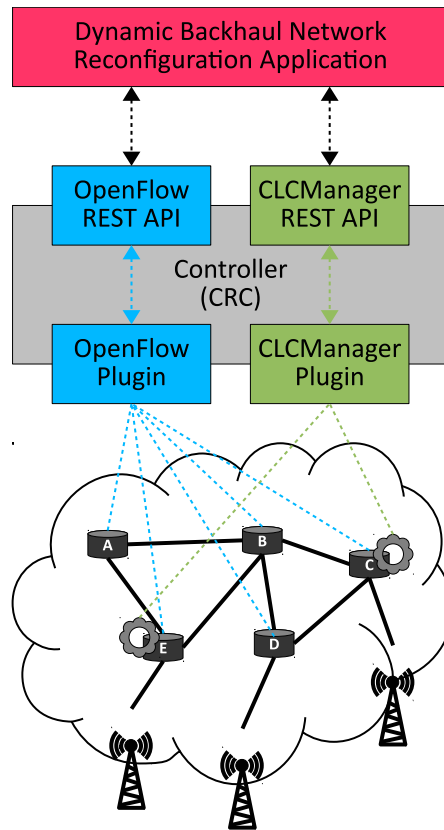 Dynamic Backhaul Network
Reconfiguration Application
OpenFlow
REST API
CLCManager
REST API
Controller
(CRC)
OpenFlow
Plugin
CLCManager
Plugin
A
B
C
E
D